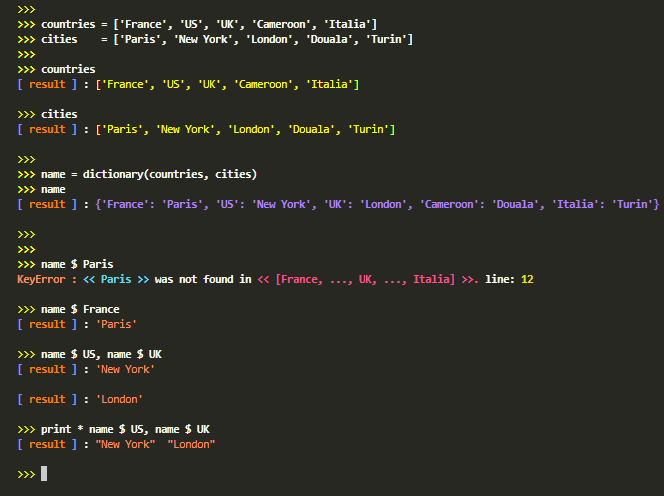 >>>
>>> countries = ['France', 'US', 'UK', 'Cameroon', 'Italia']
>>> cities    = ['Paris', 'New York', 'London', 'Douala', 'Turin']
>>>
>>> countries
[ result ] : ['France', 'US', 'UK', 'Cameroon', 'Italia']
>>> cities
[ result ] : ['Paris', 'New York', 'London', 'Douala', 'Turin']
>>>
>>> name = dictionary(countries, cities)
>>> name
[ result ] : {'France': 'Paris', 'US': 'New York', 'UK': 'London', 'Cameroon': 'Douala', 'Italia': 'Turin'}
>>>
>>>
>>> name $ Paris
KeyError : << Paris >> was not found in << [France, ..., UK, ..., Italia] >>. line: 12
>>> name $ France
[ result ] : 'Paris'
>>> name $ US, name $ UK
[ result ] : 'New York'
[ result ] : 'London'
>>> print * name $ US, name $ UK
[ result ] : "New York"  "London"
>>>